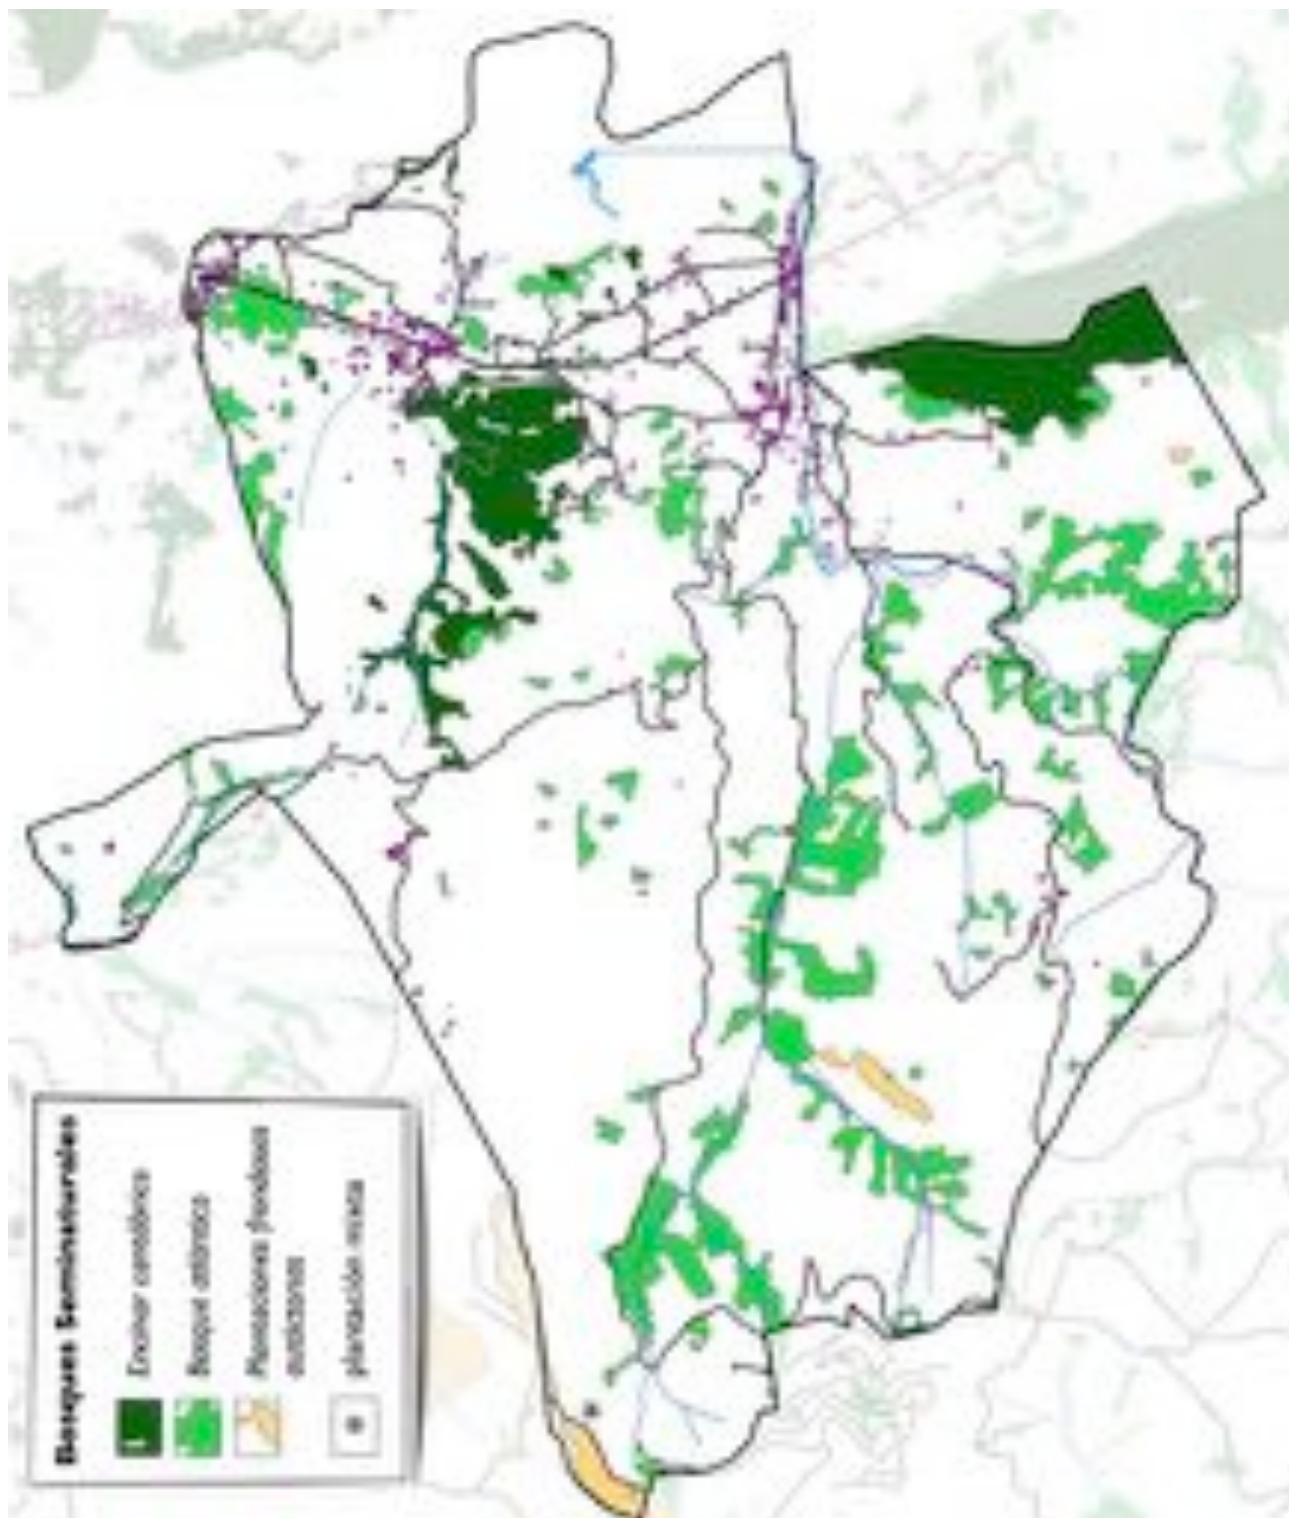 Bosques Seminaturales
Encinar cantábrico
Bosque atlántico
Plantaciones frondosas
autóctonas
plantación mixta